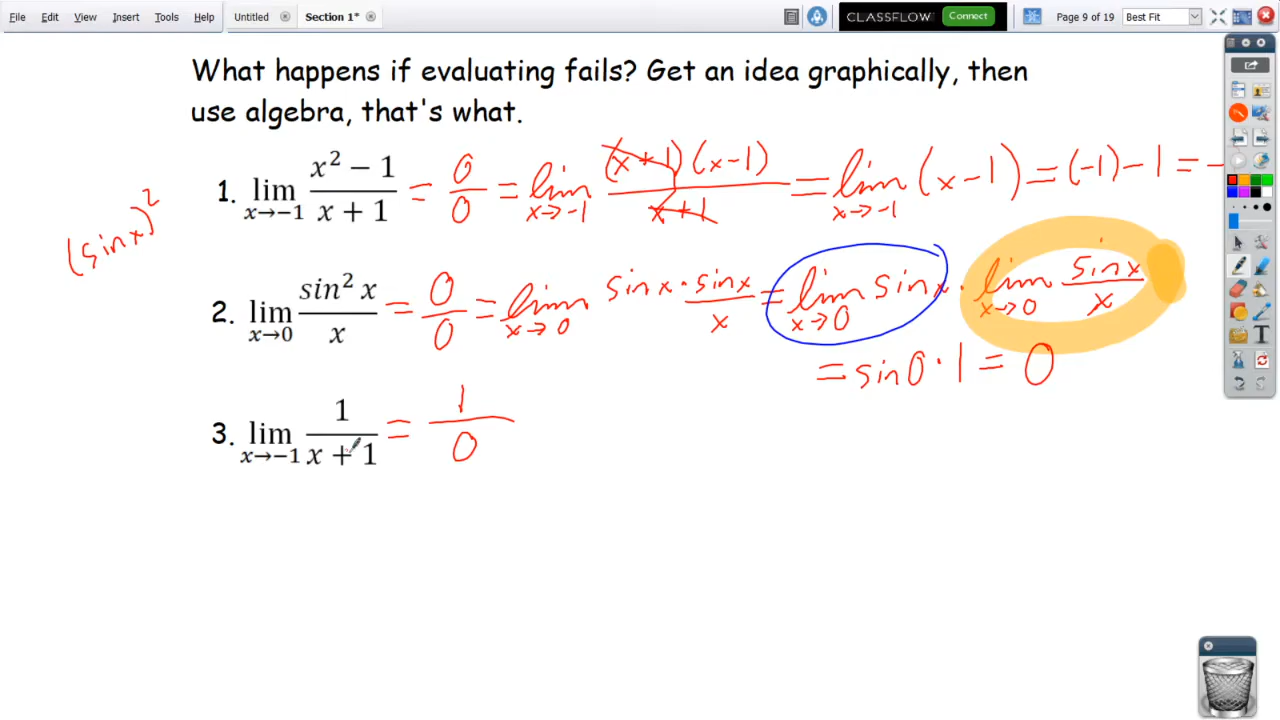 File Edit View Insert Tools Help Untitled Section 1* CLASSFLOW Connect Page 9 of 19 Best Fit
What happens if evaluating fails? Get an idea graphically, then
use algebra, that's what.
1. lim x→-1 (x² − 1)/(x + 1) = 0/0 = lim x→-1 (x+1)(x-1)/(x+1) = lim x→-1 (x-1) = (-1) - 1 = -
(sin x)²
2. lim x→0 sin² x/x = 0/0 = lim x→0 sin x · sin x/x = lim x→0 sin x · lim x→0 sin x/x
= sin 0 · 1 = 0
3. lim x→-1 1/(x + 1) = 1/0